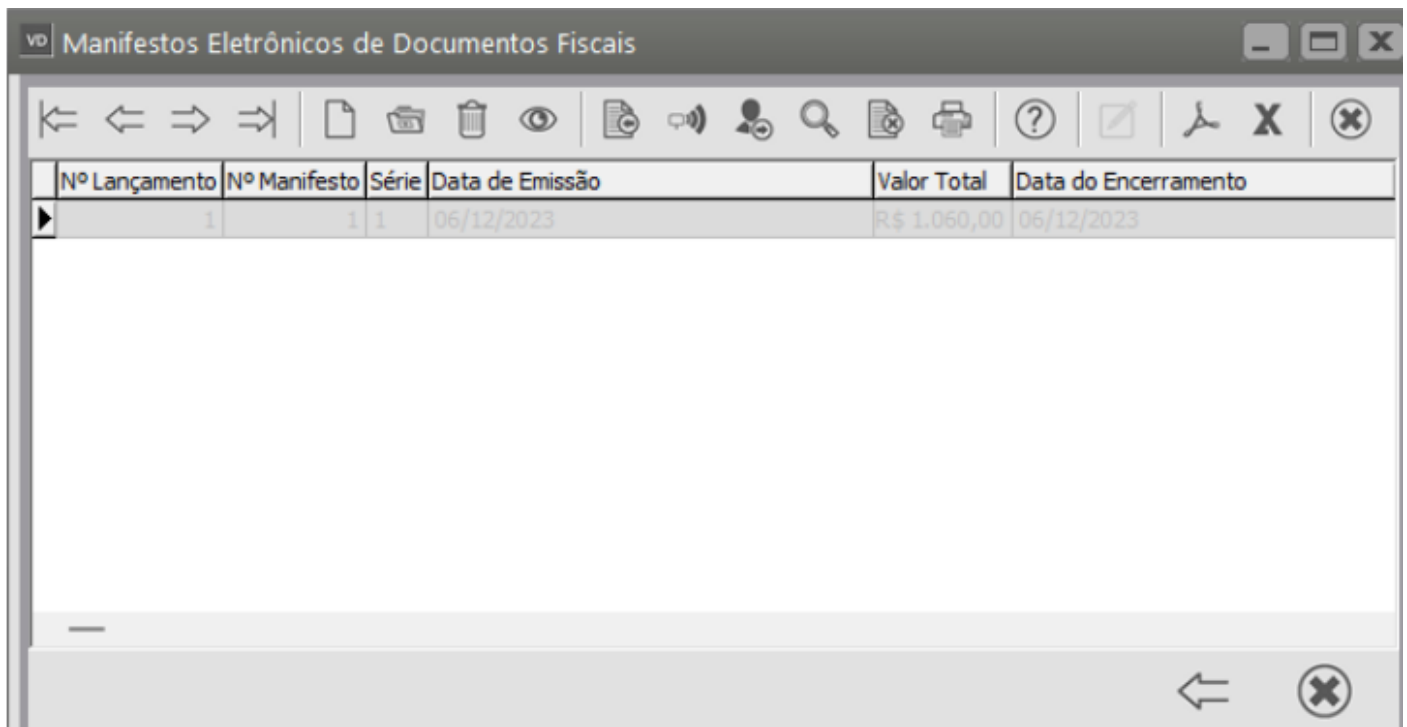 VD Manifestos Eletrônicos de Documentos Fiscais
Nº Lançamento Nº Manifesto Série Data de Emissão Valor Total Data do Encerramento
1 1 1 06/12/2023 R$ 1.060,00 06/12/2023